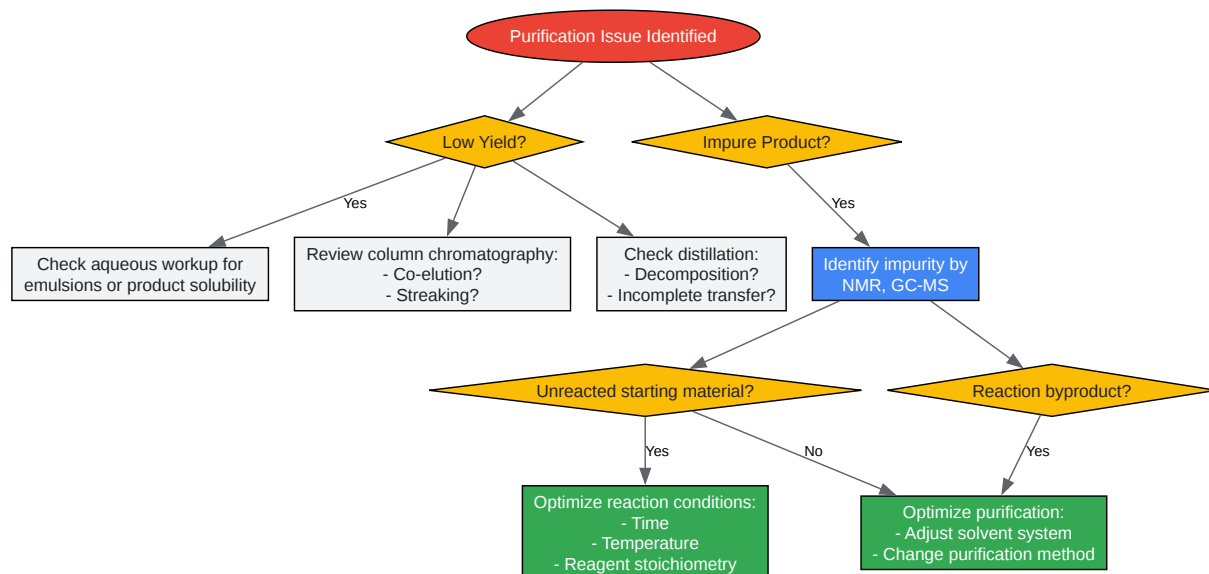 Purification Issue Identified
Low Yield?
Impure Product?
Yes
Yes
Check aqueous workup for
emulsions or product solubility
Review column chromatography:
- Co-elution?
- Streaking?
Check distillation:
- Decomposition?
- Incomplete transfer?
Identify impurity by
NMR, GC-MS
Unreacted starting material?
Reaction byproduct?
Yes
No
Yes
Optimize reaction conditions:
- Time
- Temperature
- Reagent stoichiometry
Optimize purification:
- Adjust solvent system
- Change purification method